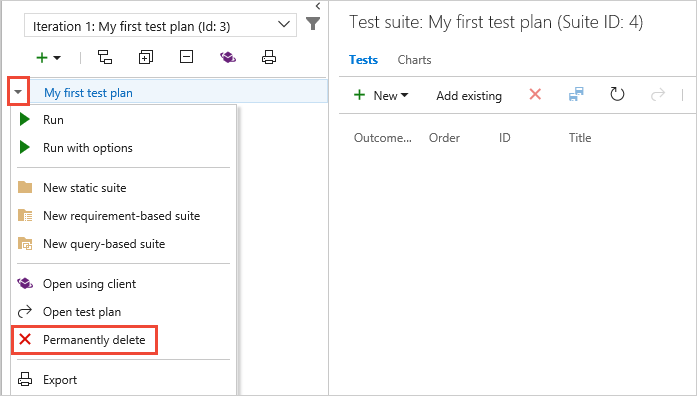 Iteration 1: My first test plan (Id: 3)
My first test plan
Run
Run with options
New static suite
New requirement-based suite
New query-based suite
Open using client
Open test plan
Permanently delete
Export
Test suite: My first test plan (Suite ID: 4)
Tests Charts
New Add existing
Outcome... Order ID Title